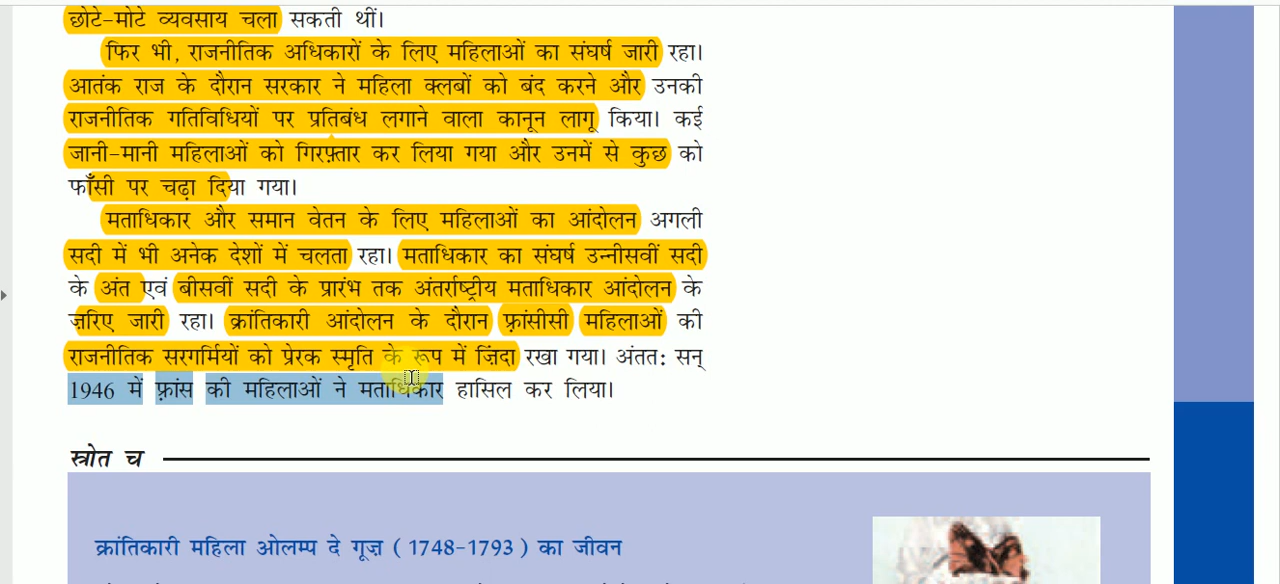 छोटे-मोटे व्यवसाय चला सकती थीं।
फिर भी, राजनीतिक अधिकारों के लिए महिलाओं का संघर्ष जारी रहा।
आतंक राज के दौरान सरकार ने महिला क्लबों को बंद करने और उनकी
राजनीतिक गतिविधियों पर प्रतिबंध लगाने वाला कानून लागू किया। कई
जानी-मानी महिलाओं को गिरफ़्तार कर लिया गया और उनमें से कुछ को
फाँसी पर चढ़ा दिया गया।
मताधिकार और समान वेतन के लिए महिलाओं का आंदोलन अगली
सदी में भी अनेक देशों में चलता रहा। मताधिकार का संघर्ष उन्नीसवीं सदी
के अंत एवं बीसवीं सदी के प्रारंभ तक अंतर्राष्ट्रीय मताधिकार आंदोलन के
ज़रिए जारी रहा। क्रांतिकारी आंदोलन के दौरान फ़्रांसीसी महिलाओं की
राजनीतिक सरगर्मियों को प्रेरक स्मृति के रूप में ज़िंदा रखा गया। अंतत: सन्
1946 में फ़्रांस की महिलाओं ने मताधिकार हासिल कर लिया।
स्त्रोत च
क्रांतिकारी महिला ओलम्प दे गूज़ ( 1748-1793 ) का जीवन